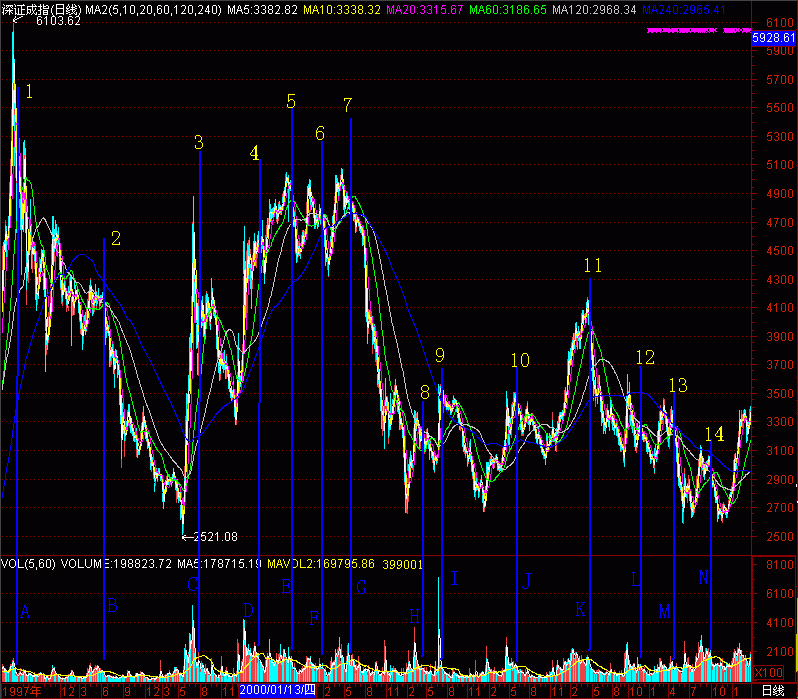 深证成指(日线) MA2(5,10,20,60,120,240) MA5:3382.82 MA10:3338.32 MA20:3315.67 MA60:3186.65 MA120:2968.34 MA240:2965.41
6103.62
6100
5928.61
5900
5700
5500
5300
5100
4900
4700
4500
4300
4100
3900
3700
3500
3300
3100
2900
2700
2500
1
2
3
4
5
6
7
8
9
10
11
12
13
14
2521.08
VOL(5,60) VOLUME:198823.72 MA5:178715.19 MAVOL2:169795.86 399001
8100
6100
4100
2100
X100
A
B
C
D
E
F
G
H
I
J
K
L
M
N
1997年 12 3 6 9 12 3 5 8 11 2000/01/13/四 2 5 8 11 2 5 8 11 2 5 8 10 1 4 7 10 1
日线